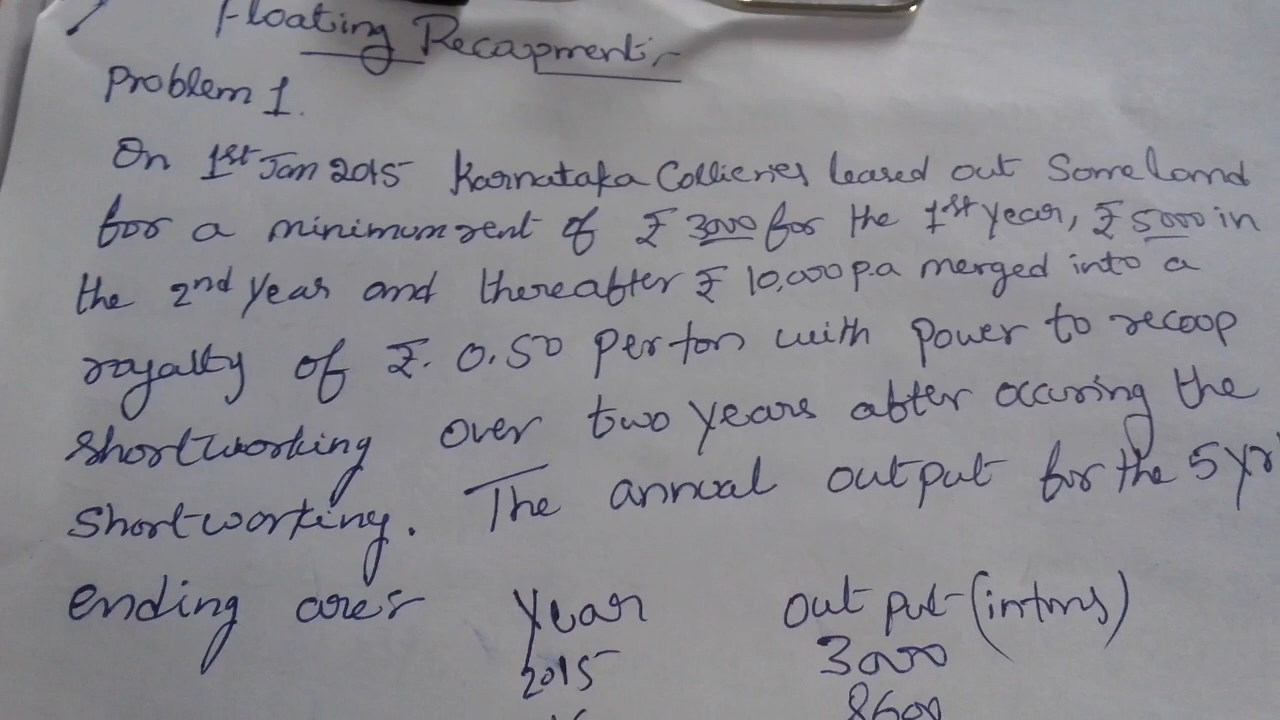 Floating Recapment:-
Problem 1.
On 1st Jan 2015 Karnataka Collieries leased out Some land
for a minimum rent of ₹ 3000 for the 1st year, ₹ 5000 in
the 2nd year and thereafter ₹ 10,000 p.a merged into a
royalty of ₹. 0.50 per ton with power to recoop
shortworking over two years after occuring the
shortworking. The annual output for the 5 yr
ending are:- Year output (in tons)
2015 3000
8600